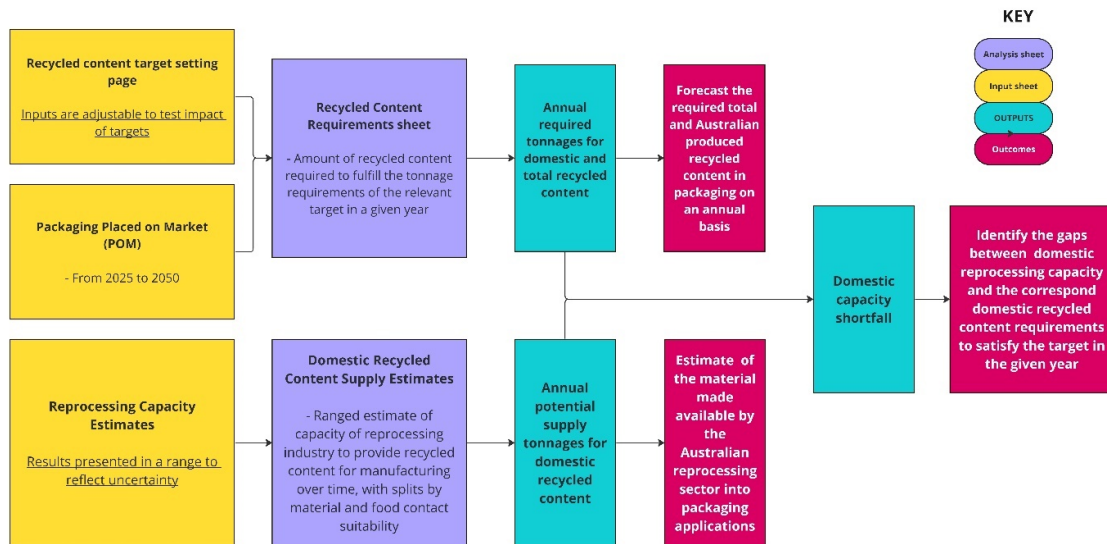 KEY
Analysis sheet
Input sheet
OUTPUTS
Outcomes
Recycled content target setting
page
Inputs are adjustable to test impact
of targets
Packaging Placed on Market
(POM)
- From 2025 to 2050
Recycled Content
Requirements sheet
- Amount of recycled content
required to fulfill the tonnage
requirements of the relevant
target in a given year
Annual
required
tonnages for
domestic and
total recycled
content
Forecast the
required total
and Australian
produced
recycled
content in
packaging on
an annual
basis
Reprocessing Capacity
Estimates
Results presented in a range to
reflect uncertainty
Domestic Recycled
Content Supply Estimates
- Ranged estimate of
capacity of reprocessing
industry to provide recycled
content for manufacturing
over time, with splits by
material and food contact
suitability
Annual
potential
supply
tonnages for
domestic
recycled
content
Estimate of
the material
made
available by
the
Australian
reprocessing
sector into
packaging
applications
Domestic
capacity
shortfall
Identify the gaps
between domestic
reprocessing capacity
and the correspond
domestic recycled
content requirements
to satisfy the target in
the given year